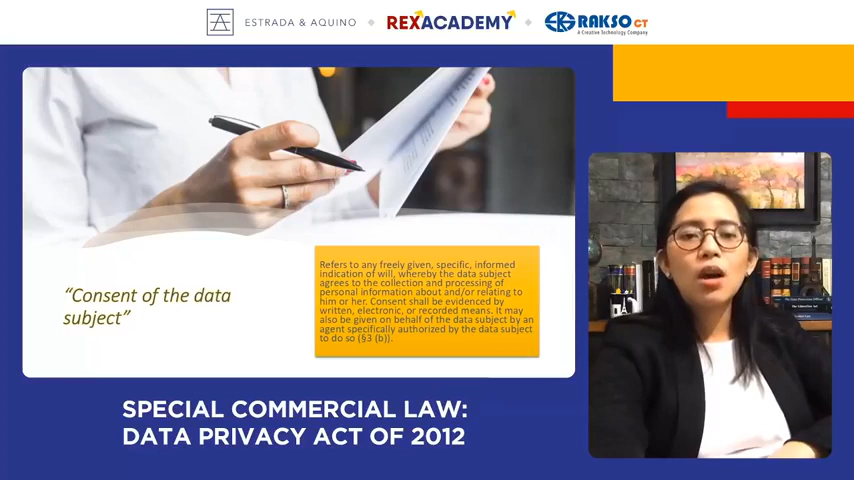 ESTRADA & AQUINO
REXACADEMY
RAKSO CT
A Creative Technology Company
Refers to any freely given, specific, informed
indication of will, whereby the data subject
agrees to the collection and processing of
personal information about and/or relating to
him or her. Consent shall be evidenced by
written, electronic, or recorded means. It may
also be given on behalf of the data subject by an
agent specifically authorized by the data subject
to do so (§3 (b)).
“Consent of the data
subject”
SPECIAL COMMERCIAL LAW:
DATA PRIVACY ACT OF 2012